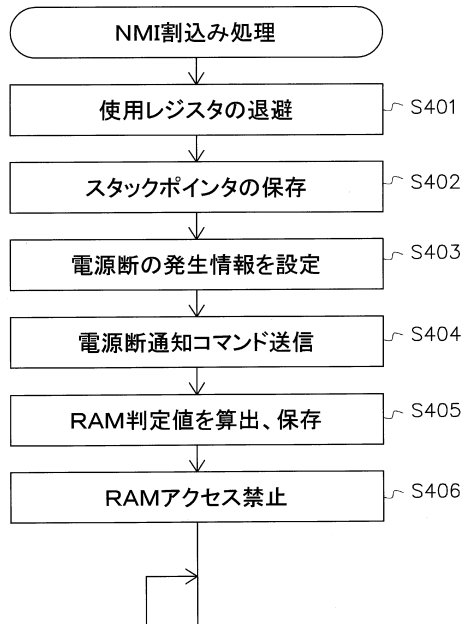 NMI割込み処理
使用レジスタの退避
S401
スタックポインタの保存
S402
電源断の発生情報を設定
S403
電源断通知コマンド送信
S404
RAM判定値を算出、保存
S405
RAMアクセス禁止
S406